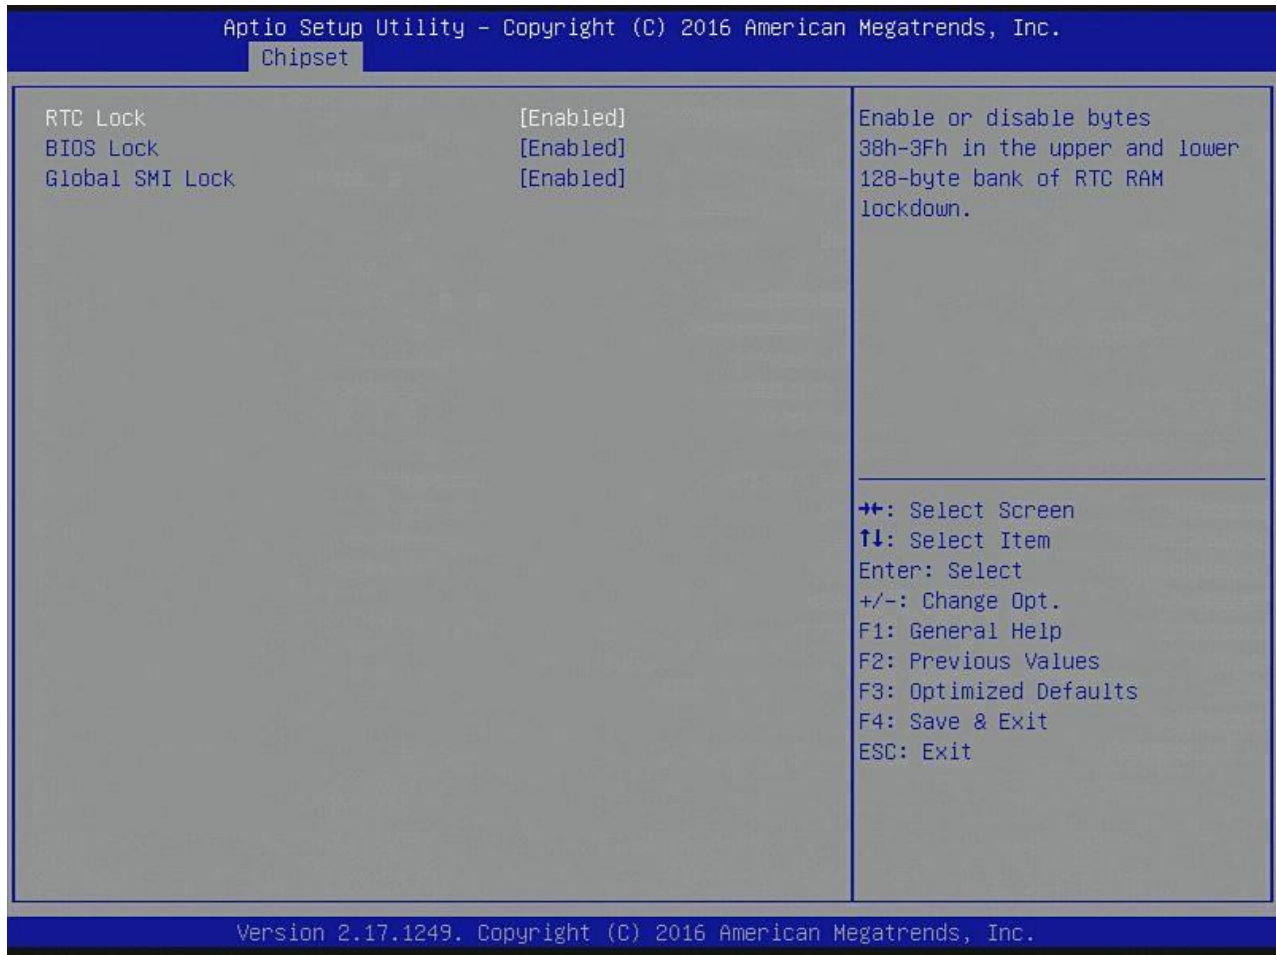 Aptio Setup Utility – Copyright (C) 2016 American Megatrends, Inc.
Chipset
RTC Lock [Enabled]
BIOS Lock [Enabled]
Global SMI Lock [Enabled]
Enable or disable bytes
38h-3Fh in the upper and lower
128-byte bank of RTC RAM
lockdown.
→←: Select Screen
↑↓: Select Item
Enter: Select
+/-: Change Opt.
F1: General Help
F2: Previous Values
F3: Optimized Defaults
F4: Save & Exit
ESC: Exit
Version 2.17.1249. Copyright (C) 2016 American Megatrends, Inc.